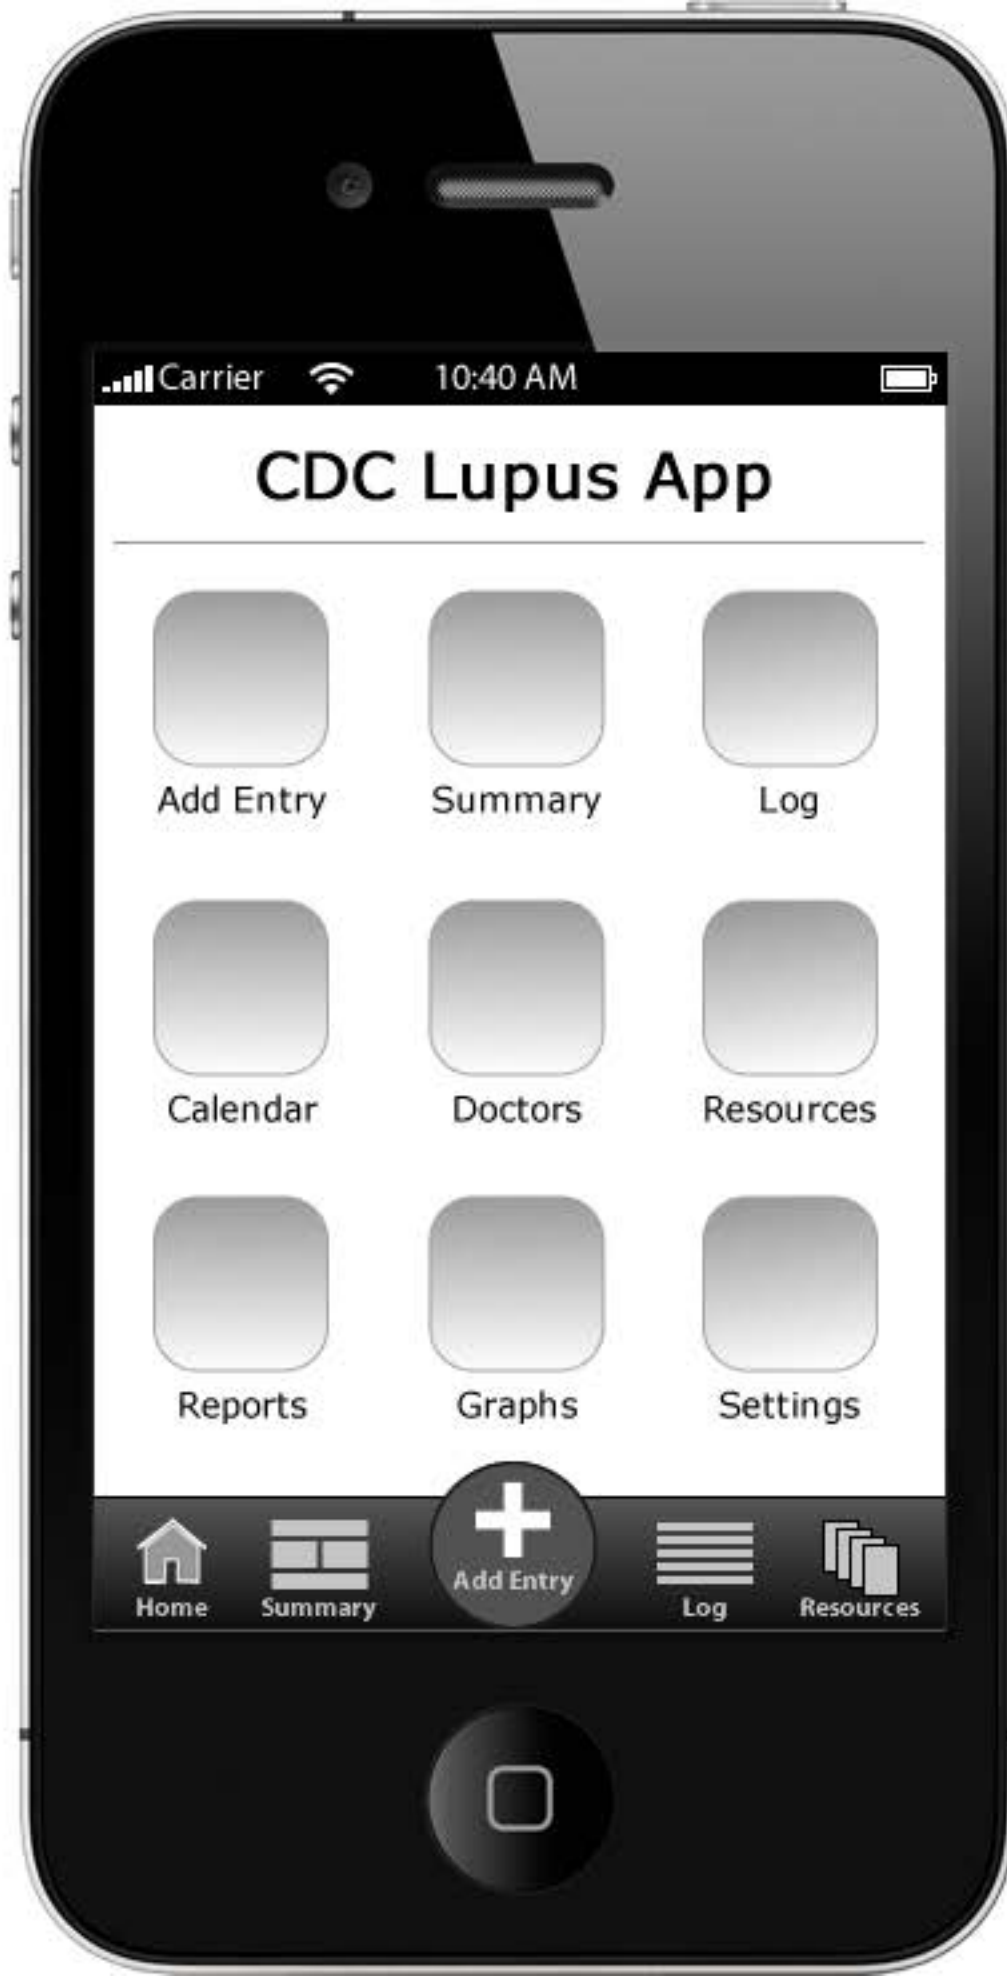 Carrier 10:40 AM
CDC Lupus App
Add Entry Summary Log
Calendar Doctors Resources
Reports Graphs Settings
Home Summary Add Entry Log Resources